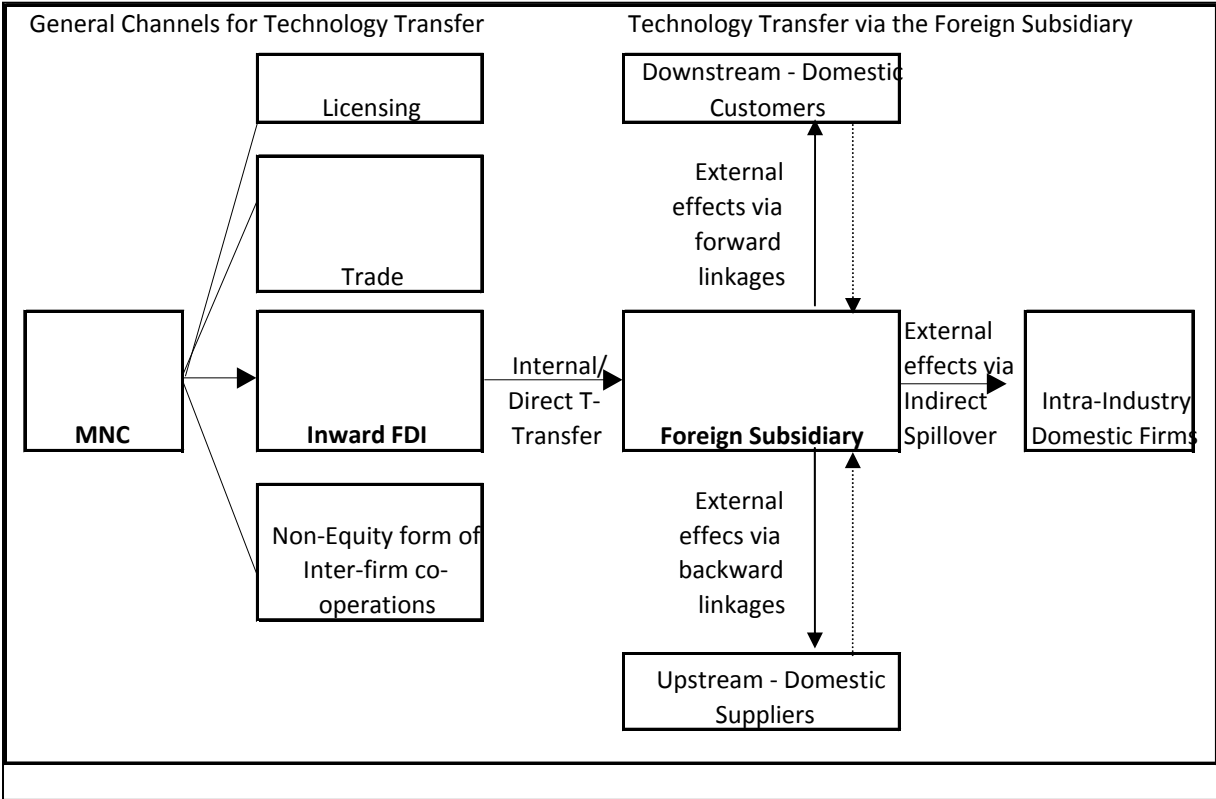 General Channels for Technology Transfer
Technology Transfer via the Foreign Subsidiary
Licensing
Trade
MNC
Inward FDI
Non-Equity form of
Inter-firm co-
operations
Internal/
Direct T-
Transfer
Downstream - Domestic
Customers
External
effects via
forward
linkages
Foreign Subsidiary
External
effects via
Indirect
Spillover
Intra-Industry
Domestic Firms
External
effecs via
backward
linkages
Upstream - Domestic
Suppliers